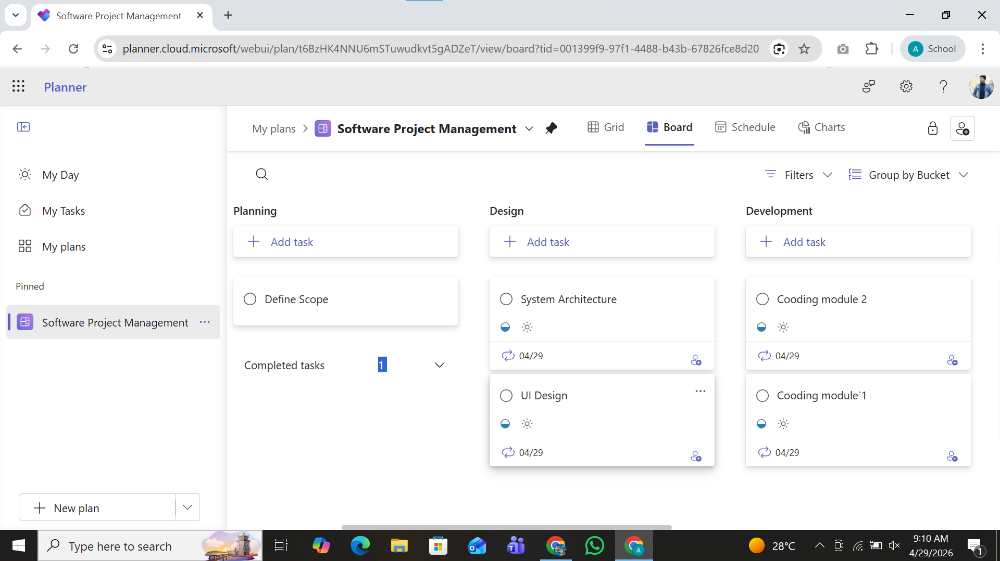 Software Project Management
planner.cloud.microsoft/webui/plan/t6BzHK4NNU6mSTuwudkvt5gADZeT/view/board?tid=001399f9-97f1-4488-b43b-67826fce8d20
A School
Planner
My Day
My Tasks
My plans
Pinned
Software Project Management
New plan
My plans > Software Project Management
Grid
Board
Schedule
Charts
Filters
Group by Bucket
Planning
Add task
Define Scope
Completed tasks 1
Design
Add task
System Architecture
04/29
UI Design
04/29
Development
Add task
Cooding module 2
04/29
Cooding module`1
04/29
Type here to search
28°C
9:10 AM
4/29/2026
1